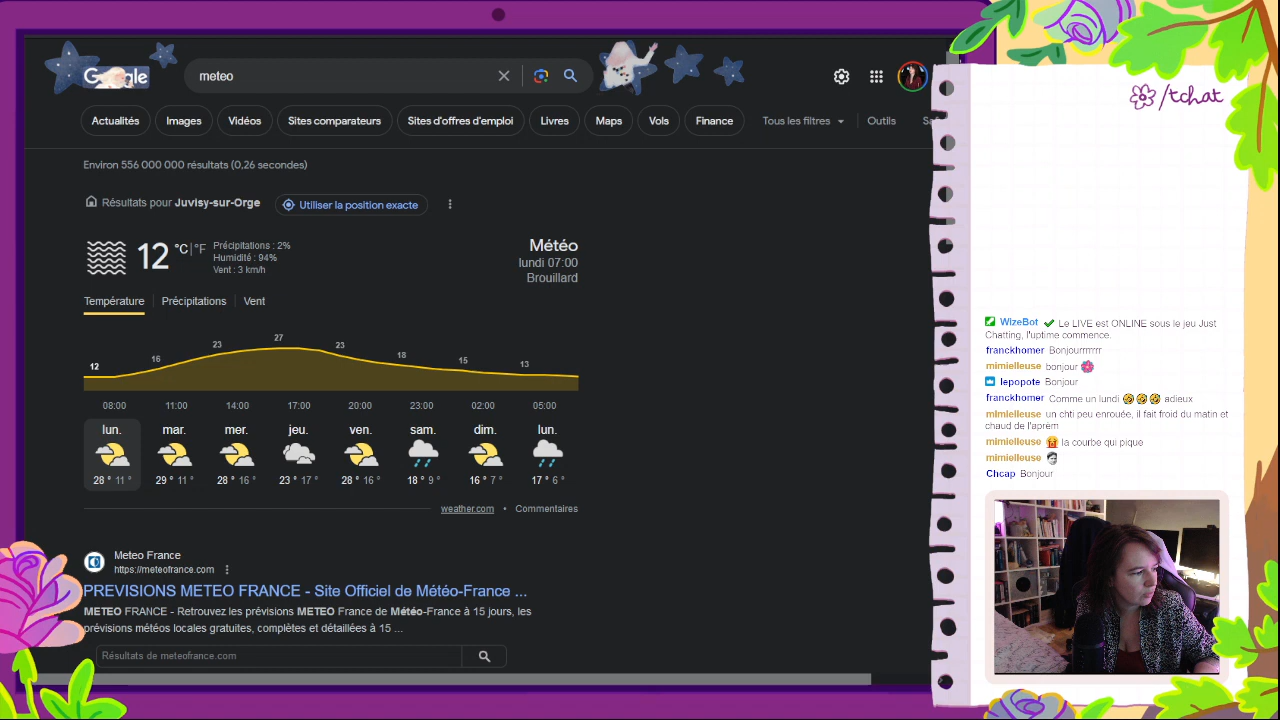 Google
meteo
Actualités Images Vidéos Sites comparateurs Sites d'offres d'emploi Livres Maps Vols Finance Tous les filtres Outils
Environ 556 000 000 résultats (0,26 secondes)
Résultats pour Juvisy-sur-Orge Utiliser la position exacte
12 °C | °F
Précipitations : 2%
Humidité : 94%
Vent : 3 km/h
Météo
lundi 07:00
Brouillard
Température Précipitations Vent
12 16 23 27 23 18 15 13
08:00 11:00 14:00 17:00 20:00 23:00 02:00 05:00
lun. mar. mer. jeu. ven. sam. dim. lun.
28 ° 11 ° 29 ° 11 ° 28 ° 16 ° 16 ° 18 ° 9 ° 16 ° 7 ° 17 ° 6 °
weather.com • Commentaires
Meteo France
https://meteofrance.com
PREVISIONS METEO FRANCE - Site Officiel de Météo-France ...
METEO FRANCE - Retrouvez les prévisions METEO France de Météo-France à 15 jours, les
prévisions météos locales gratuites, complètes et détaillées à 15 ...
Résultats de meteofrance.com
/tchat
WizeBot Le LIVE est ONLINE sous le jeu Just
Chatting, l'uptime commence.
franckhomer Bonjourrrrrr
mimielleuse bonjour
lepopote Bonjour
franckhomer Comme un lundi adieux
mimielleuse un chti peu enrouée, il fait froid du matin et
chaud de l'aprèm
mimielleuse la courbe qui pique
mimielleuse
Chcap Bonjour